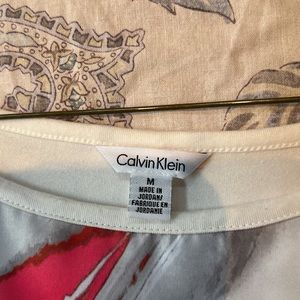 Calvin Klein
M
MADE IN
JORDAN
FABRIQUÉ EN
JORDANIE